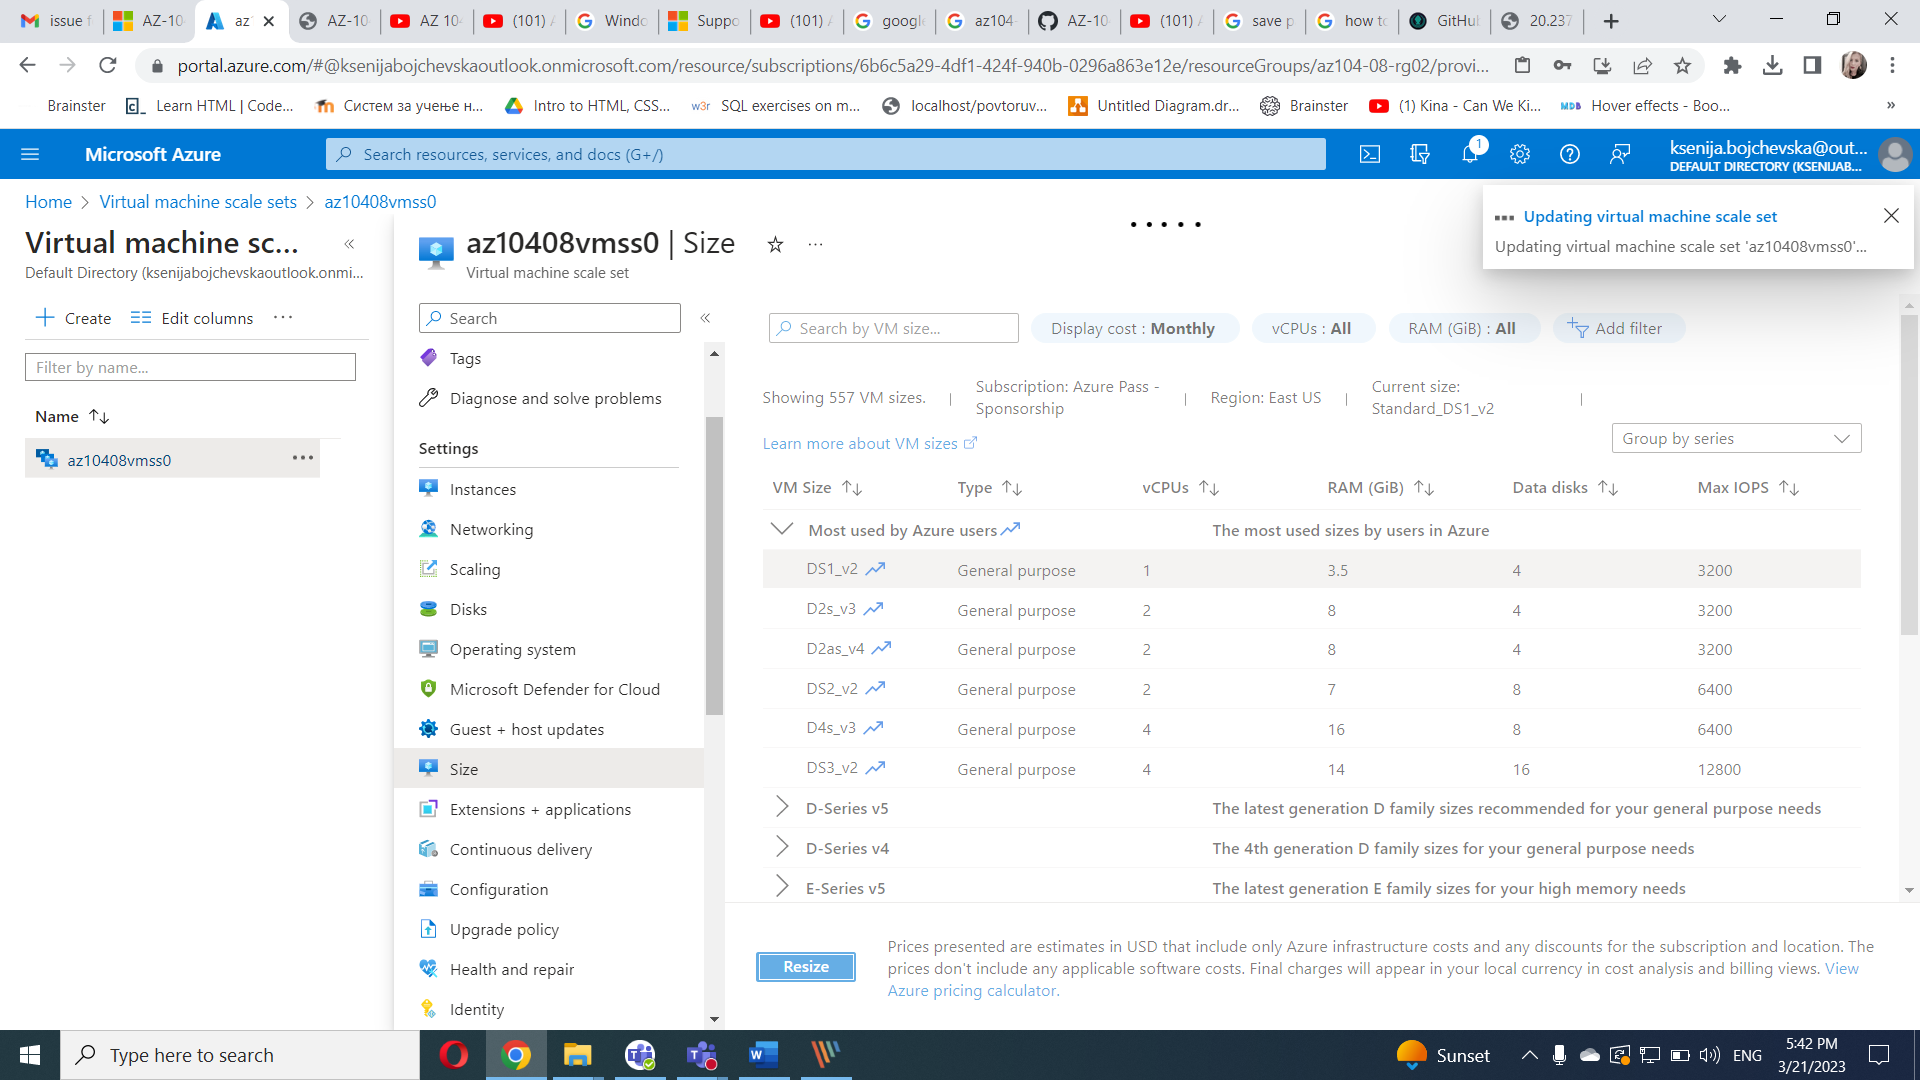 issue f
AZ-10
az
AZ-10
AZ 104
(101) A
Windo
Suppo
(101) A
google
az104-
AZ-10
(101) A
save p
how to
GitHub
20.237
portal.azure.com/#@ksenijabojchevskaoutlook.onmicrosoft.com/resource/subscriptions/6b6c5a29-4df1-424f-940b-0296a863e12e/resourceGroups/az104-08-rg02/provi...
Brainster
Learn HTML | Code...
Систем за учење н...
Intro to HTML, CSS...
SQL exercises on m...
localhost/povtoruv...
Untitled Diagram.dr...
Brainster
(1) Kina - Can We Ki...
Hover effects - Boo...
»
Microsoft Azure
Search resources, services, and docs (G+/)
1
ksenija.bojchevska@out...
DEFAULT DIRECTORY (KSENIJAB...
Home > Virtual machine scale sets > az10408vmss0
Updating virtual machine scale set
Updating virtual machine scale set 'az10408vmss0'...
Virtual machine sc...
Default Directory (ksenijabojchevskaoutlook.onmi...
Create
Edit columns
Filter by name...
Name
az10408vmss0
az10408vmss0 | Size
Virtual machine scale set
Search
Tags
Diagnose and solve problems
Settings
Instances
Networking
Scaling
Disks
Operating system
Microsoft Defender for Cloud
Guest + host updates
Size
Extensions + applications
Continuous delivery
Configuration
Upgrade policy
Health and repair
Identity
Search by VM size...
Display cost : Monthly
vCPUs : All
RAM (GiB) : All
Add filter
Showing 557 VM sizes.
Subscription: Azure Pass - Sponsorship
Region: East US
Current size: Standard_DS1_v2
Learn more about VM sizes
Group by series
VM Size Type vCPUs RAM (GiB) Data disks Max IOPS
Most used by Azure users The most used sizes by users in Azure
DS1_v2 General purpose 1 3.5 4 3200
D2s_v3 General purpose 2 8 4 3200
D2as_v4 General purpose 2 8 4 3200
DS2_v2 General purpose 2 7 8 6400
D4s_v3 General purpose 4 16 8 6400
DS3_v2 General purpose 4 14 16 12800
D-Series v5 The latest generation D family sizes recommended for your general purpose needs
D-Series v4 The 4th generation D family sizes for your general purpose needs
E-Series v5 The latest generation E family sizes for your high memory needs
Resize
Prices presented are estimates in USD that include only Azure infrastructure costs and any discounts for the subscription and location. The
prices don't include any applicable software costs. Final charges will appear in your local currency in cost analysis and billing views. View
Azure pricing calculator.
Type here to search
Sunset
ENG
5:42 PM
3/21/2023